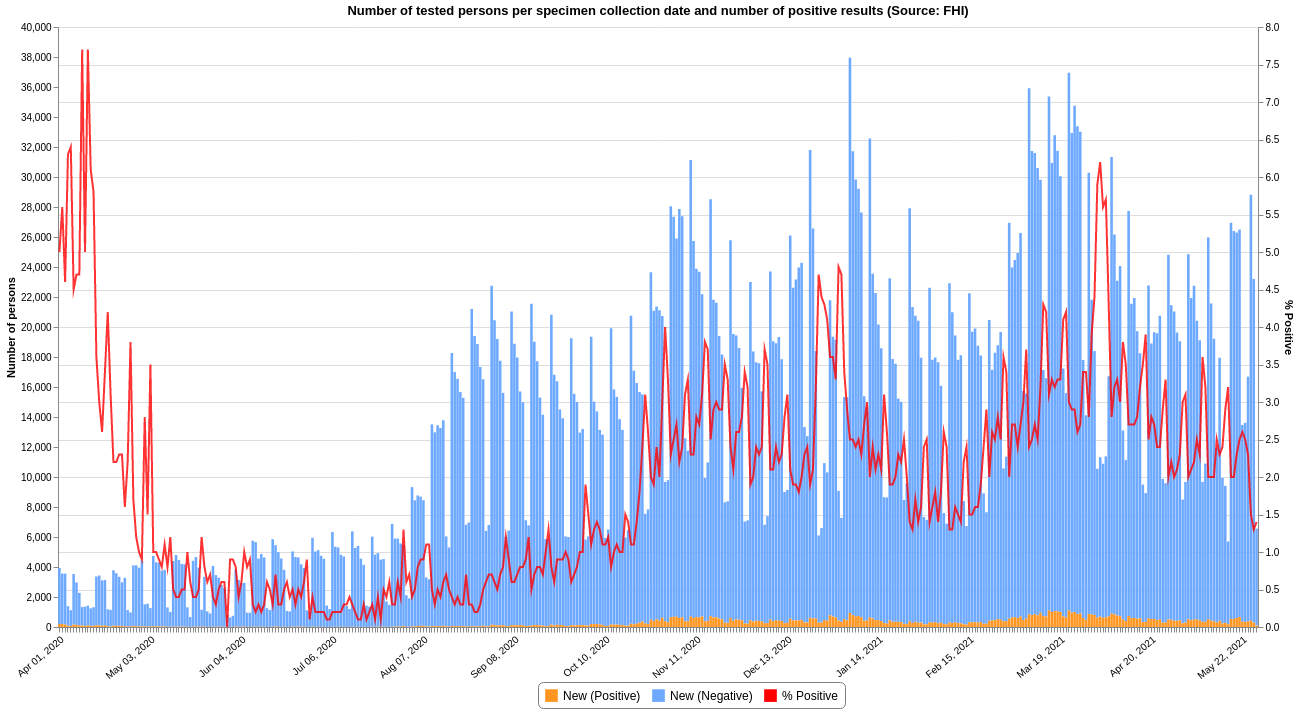 Number of tested persons per specimen collection date and number of positive results (Source: FHI)
40,000
38,000
36,000
34,000
32,000
30,000
28,000
26,000
24,000
22,000
20,000
18,000
16,000
14,000
12,000
10,000
8,000
6,000
4,000
2,000
0
Number of persons
8.0
7.5
7.0
6.5
6.0
5.5
5.0
4.5
4.0
3.5
3.0
2.5
2.0
1.5
1.0
0.5
0.0
% Positive
Apr 01, 2020
May 03, 2020
Jun 04, 2020
Jul 06, 2020
Aug 07, 2020
Sep 08, 2020
Oct 10, 2020
Nov 11, 2020
Dec 13, 2020
Jan 14, 2021
Feb 15, 2021
Mar 19, 2021
Apr 20, 2021
May 22, 2021
New (Positive)
New (Negative)
% Positive